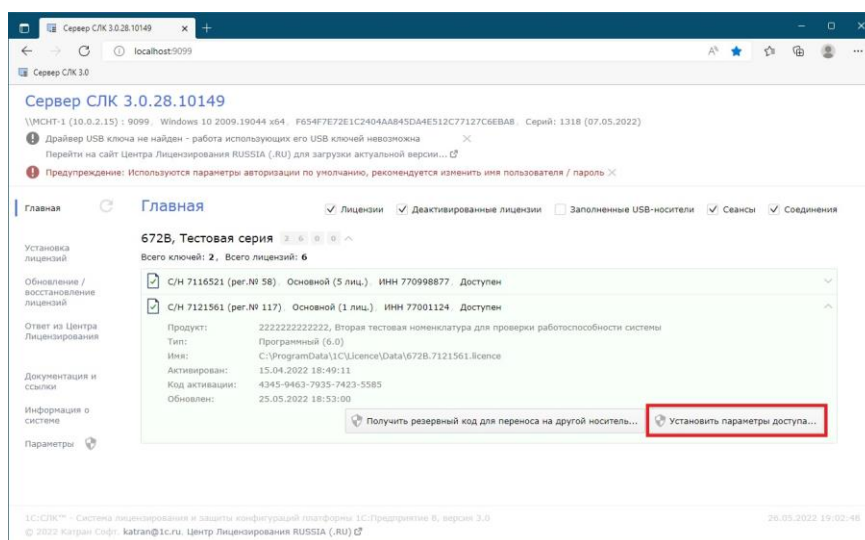 Сервер СЛК 3.0.28.10149
localhost:9099
Сервер СЛК 3.0
Сервер СЛК 3.0.28.10149
\\MCHT-1 (10.0.2.15) : 9099, Windows 10 2009.19044 x64, F654F7E72E1C2404AA845DA4E512C77127C6EBA8, Серий: 1318 (07.05.2022)
Драйвер USB ключа не найден - работа использующих его USB ключей невозможна
Перейти на сайт Центра Лицензирования RUSSIA (.RU) для загрузки актуальной версии...
Предупреждение: Используются параметры авторизации по умолчанию, рекомендуется изменить имя пользователя / пароль
Главная
Установка лицензий
Обновление / восстановление лицензий
Ответ из Центра Лицензирования
Документация и ссылки
Информация о системе
Параметры
Главная
Лицензии Деактивированные лицензии Заполненные USB-носители Сеансы Соединения
672B, Тестовая серия 2 6 0 0
Всего ключей: 2, Всего лицензий: 6
С/Н 7116521 (рег.№ 58), Основной (5 лиц.), ИНН 770998877, Доступен
С/Н 7121561 (рег.№ 117), Основной (1 лиц.), ИНН 77001124, Доступен
Продукт: 2222222222222, Вторая тестовая номенклатура для проверки работоспособности системы
Тип: Программный (6.0)
Имя: C:\ProgramData\1C\Licence\Data\672B.7121561.licence
Активирован: 15.04.2022 18:49:11
Код активации: 4345-9463-7935-7423-5585
Обновлен: 25.05.2022 18:53:00
Получить резервный код для переноса на другой носитель... Установить параметры доступа...
1С:СЛК™ - Система лицензирования и защиты конфигураций платформы 1С:Предприятие 8, версия 3.0
26.05.2022 19:02:46
© 2022 Катран Софт. katran@1c.ru. Центр Лицензирования RUSSIA (.RU)